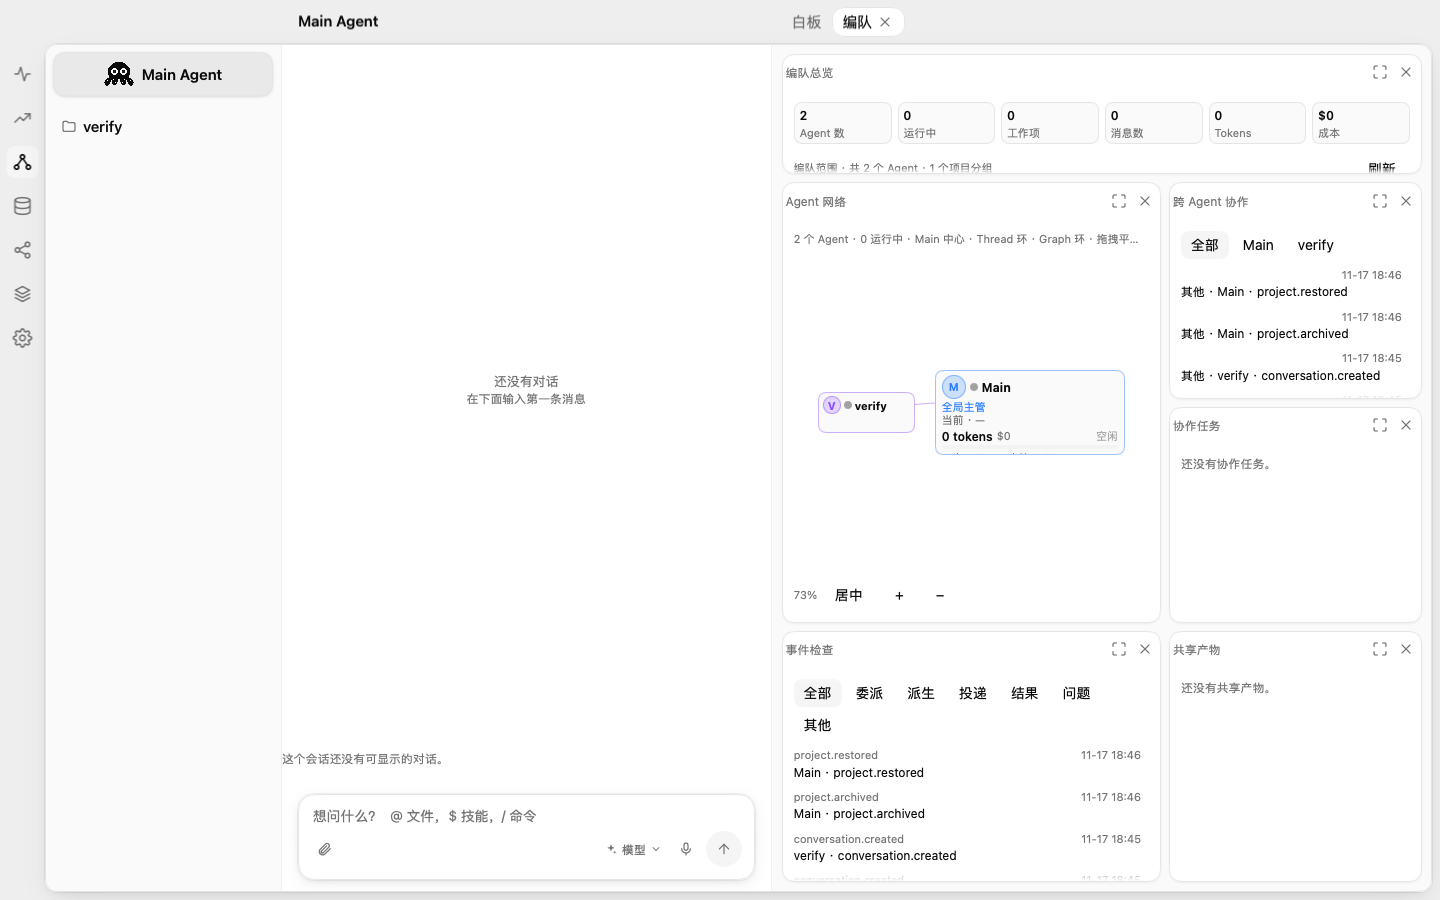 Main Agent
白板
编队
Main Agent
verify
还没有对话
在下面输入第一条消息
这个会话还没有可显示的对话。
想问什么? @ 文件, $ 技能, / 命令
模型
编队总览
2
Agent 数
0
运行中
0
工作项
0
消息数
0
Tokens
$0
成本
编队范围 · 共 2 个 Agent · 1 个项目分组
刷新
Agent 网络
2 个 Agent · 0 运行中 · Main 中心 · Thread 环 · Graph 环 · 拖拽平...
V verify
M Main
全局主管
当前 · —
0 tokens $0 空闲
73% 居中 + −
跨 Agent 协作
全部 Main verify
11-17 18:46
其他 · Main · project.restored
11-17 18:46
其他 · Main · project.archived
11-17 18:45
其他 · verify · conversation.created
协作任务
还没有协作任务。
事件检查
全部 委派 派生 投递 结果 问题
其他
project.restored 11-17 18:46
Main · project.restored
project.archived 11-17 18:46
Main · project.archived
conversation.created 11-17 18:45
verify · conversation.created
共享产物
还没有共享产物。